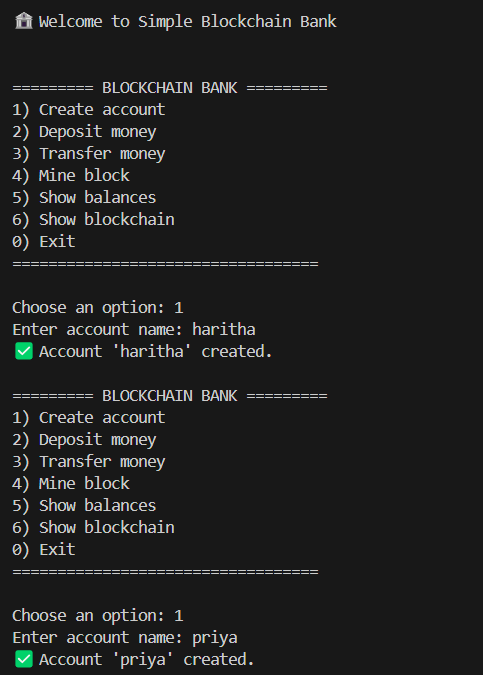 🏦 Welcome to Simple Blockchain Bank
========= BLOCKCHAIN BANK =========
1) Create account
2) Deposit money
3) Transfer money
4) Mine block
5) Show balances
6) Show blockchain
0) Exit
==================================
Choose an option: 1
Enter account name: haritha
✅ Account 'haritha' created.
========= BLOCKCHAIN BANK =========
1) Create account
2) Deposit money
3) Transfer money
4) Mine block
5) Show balances
6) Show blockchain
0) Exit
==================================
Choose an option: 1
Enter account name: priya
✅ Account 'priya' created.